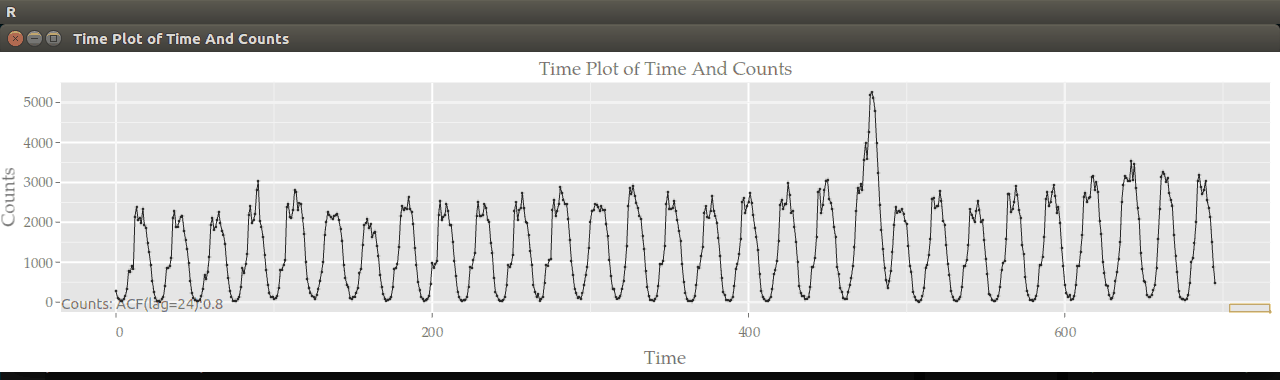 R
Time Plot of Time And Counts
Time Plot of Time And Counts
5000
4000
3000
2000
1000
0
Counts
Counts: ACF(lag=24):0.8
0 200 400 600
Time